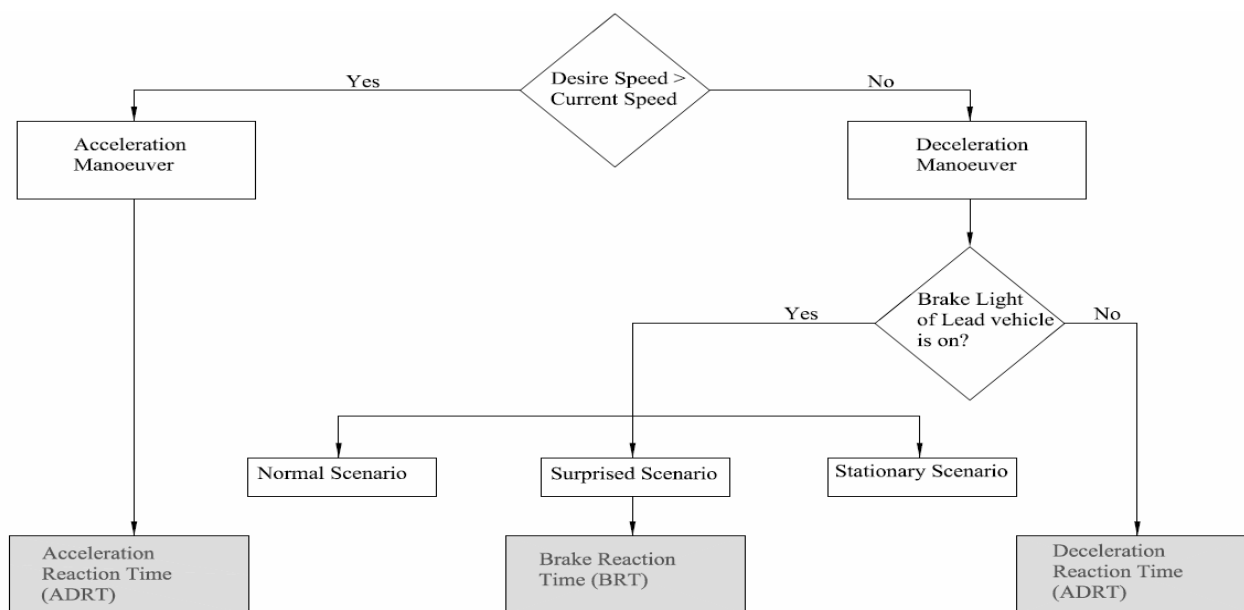 Desire Speed >
Current Speed
Yes
No
Acceleration
Manoeuver
Deceleration
Manoeuver
Brake Light
of Lead vehicle
is on?
Yes
No
Normal Scenario
Surprised Scenario
Stationary Scenario
Acceleration
Reaction Time
(ADRT)
Brake Reaction
Time (BRT)
Deceleration
Reaction Time
(ADRT)